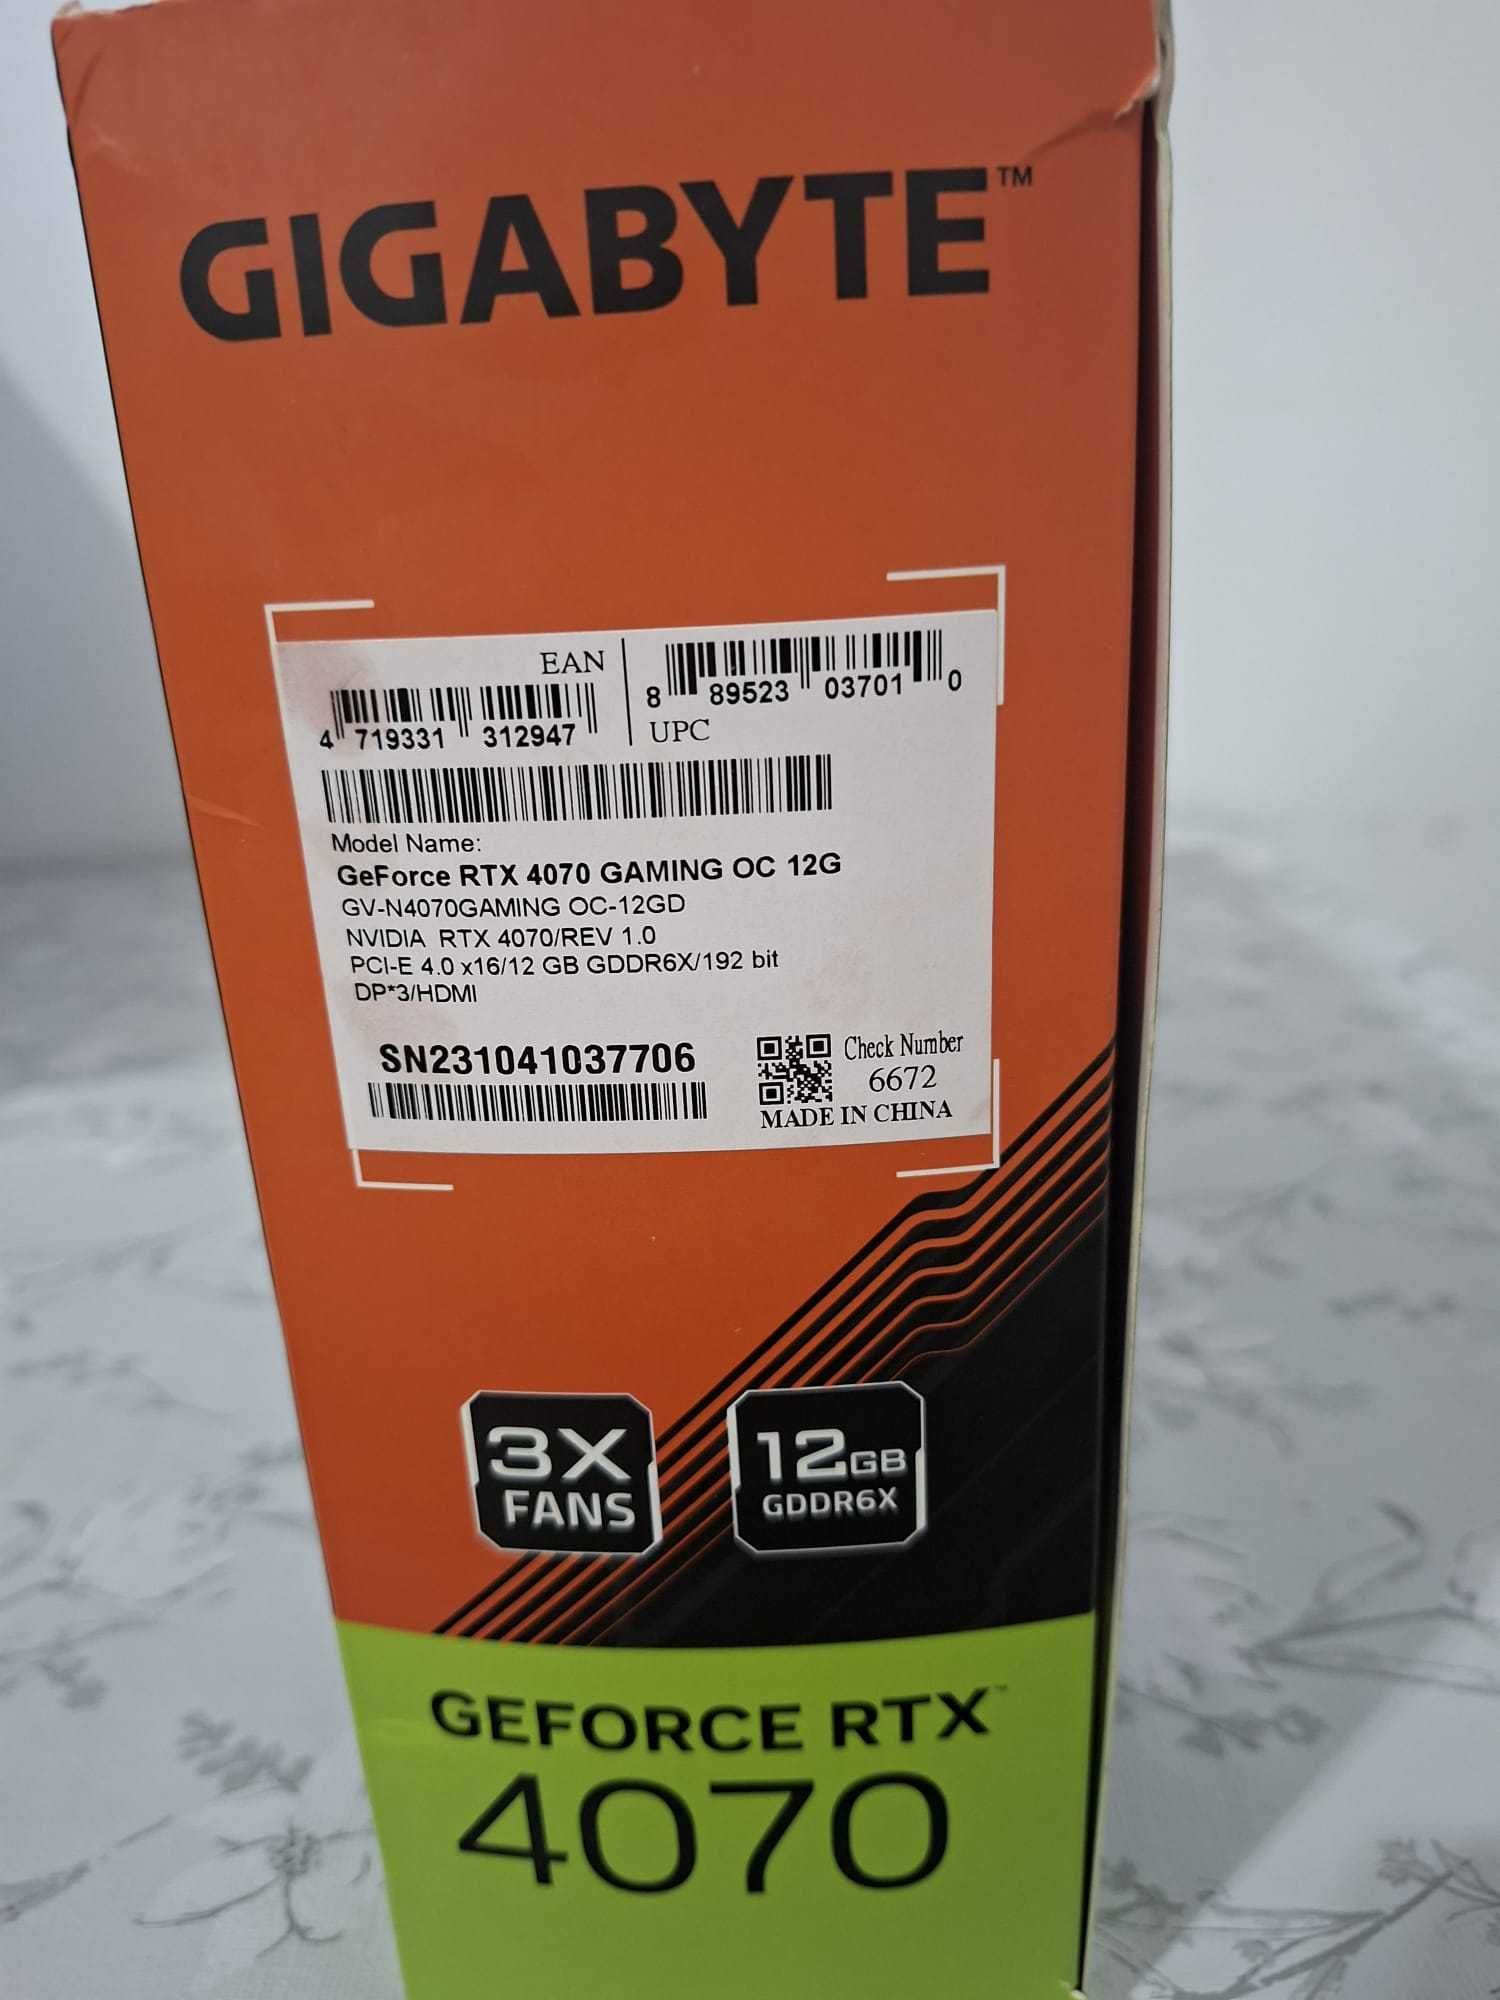 GIGABYTE™
EAN
4 719331 312947
8 89523 03701 0
UPC
Model Name:
GeForce RTX 4070 GAMING OC 12G
GV-N4070GAMING OC-12GD
NVIDIA RTX 4070/REV 1.0
PCI-E 4.0 x16/12 GB GDDR6X/192 bit
DP*3/HDMI
SN231041037706
Check Number
6672
MADE IN CHINA
3X
FANS
12GB
GDDR6X
GEFORCE RTX™
4070